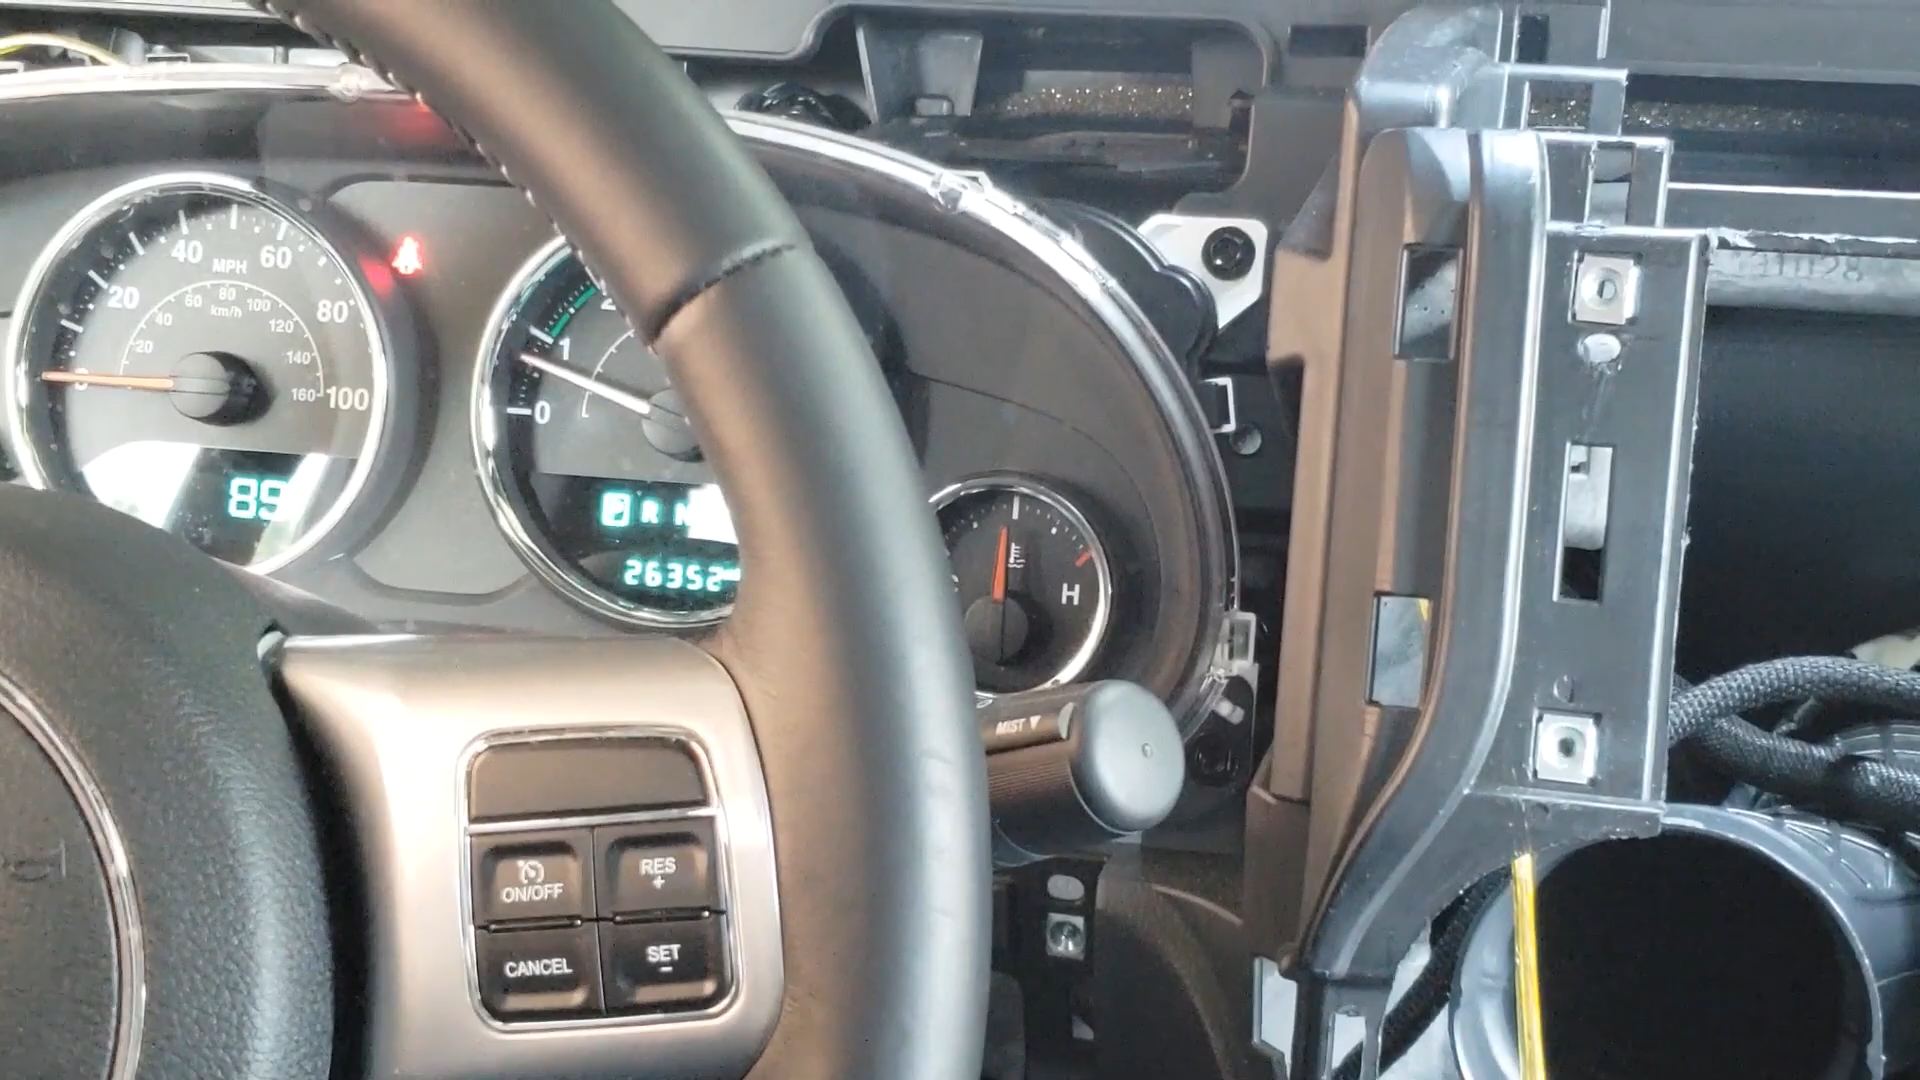 20
40
60
80
100
MPH
km/h
20
40
60
80
100
120
140
160
89
0
1
P R N
26352
H
MIST ▼
ON/OFF
RES
+
CANCEL
SET
-